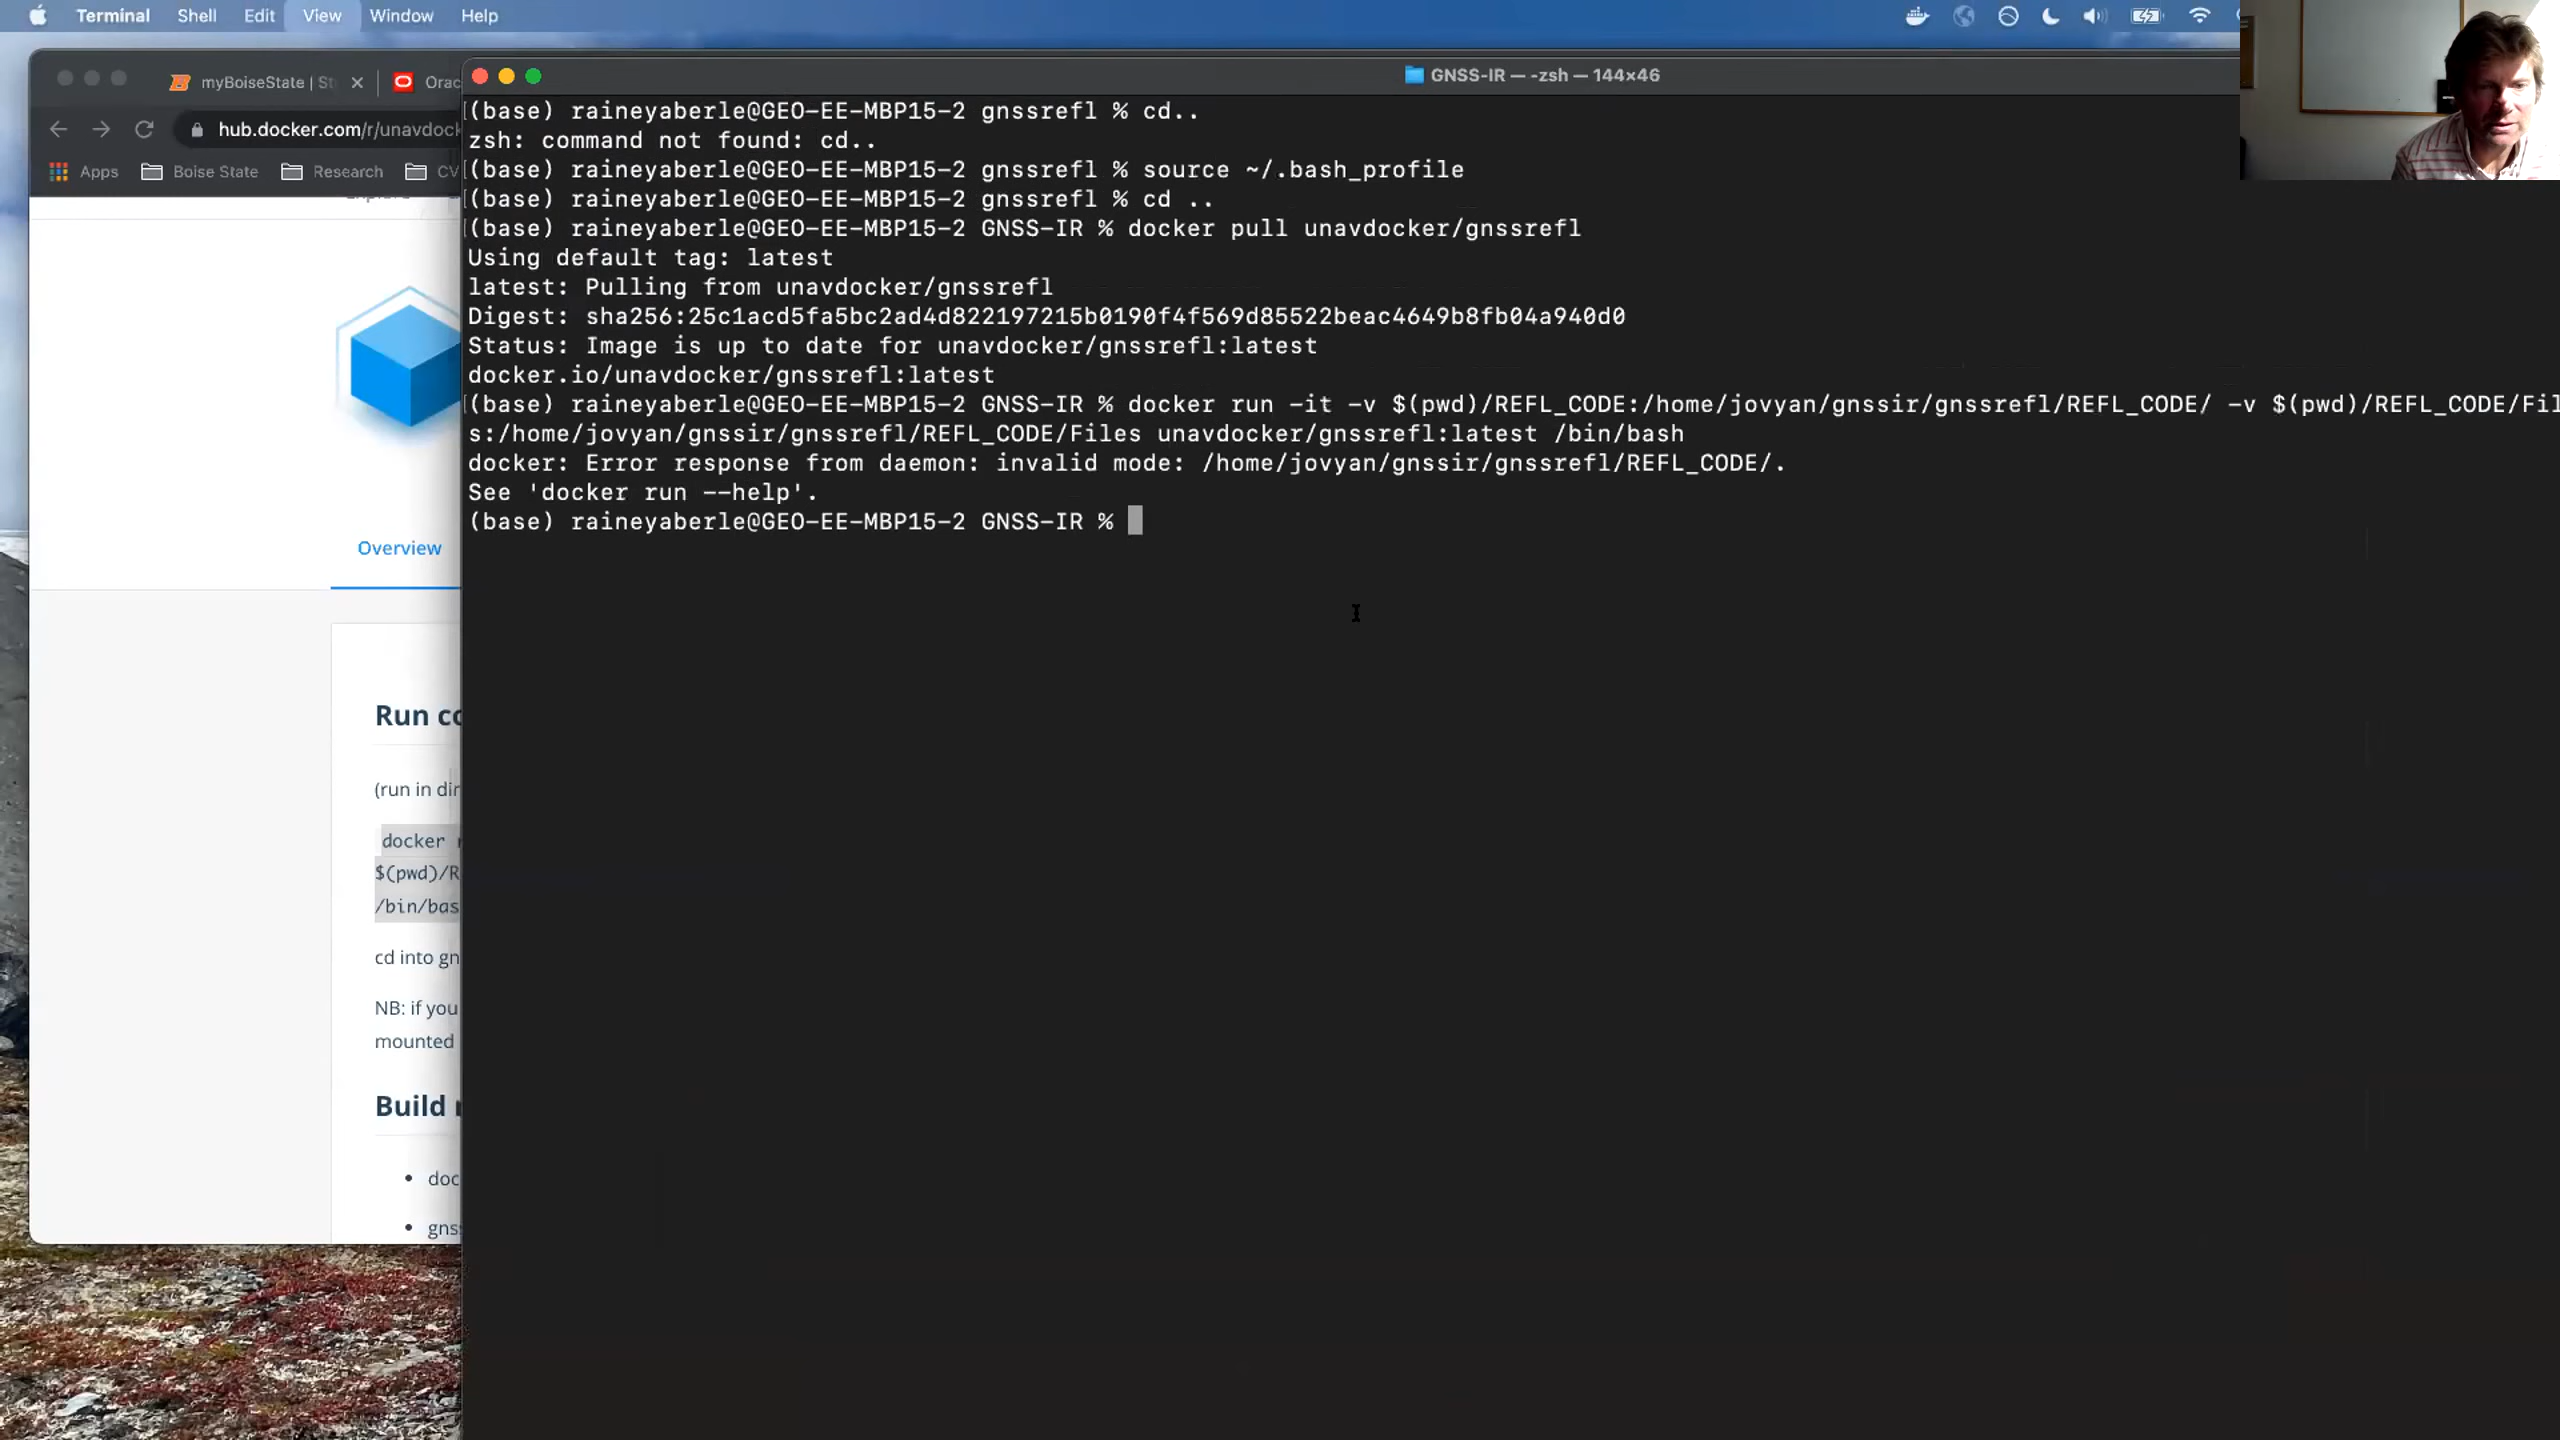 Terminal Shell Edit View Window Help
myBoiseState | St
Orac
GNSS-IR — -zsh — 144×46
hub.docker.com/r/unavdock
Apps Boise State Research CV
Overview
Run co
(run in dir
docker r
$(pwd)/R
/bin/bas
cd into gn
NB: if you
mounted
Build
doc
gns
(base) raineyaberle@GEO-EE-MBP15-2 gnssrefl % cd..
zsh: command not found: cd..
(base) raineyaberle@GEO-EE-MBP15-2 gnssrefl % source ~/.bash_profile
(base) raineyaberle@GEO-EE-MBP15-2 gnssrefl % cd ..
(base) raineyaberle@GEO-EE-MBP15-2 GNSS-IR % docker pull unavdocker/gnssrefl
Using default tag: latest
latest: Pulling from unavdocker/gnssrefl
Digest: sha256:25c1acd5fa5bc2ad4d822197215b0190f4f569d85522beac4649b8fb04a940d0
Status: Image is up to date for unavdocker/gnssrefl:latest
docker.io/unavdocker/gnssrefl:latest
(base) raineyaberle@GEO-EE-MBP15-2 GNSS-IR % docker run -it -v $(pwd)/REFL_CODE:/home/jovyan/gnssir/gnssrefl/REFL_CODE/ -v $(pwd)/REFL_CODE/Fil
s:/home/jovyan/gnssir/gnssrefl/REFL_CODE/Files unavdocker/gnssrefl:latest /bin/bash
docker: Error response from daemon: invalid mode: /home/jovyan/gnssir/gnssrefl/REFL_CODE/.
See 'docker run --help'.
(base) raineyaberle@GEO-EE-MBP15-2 GNSS-IR %